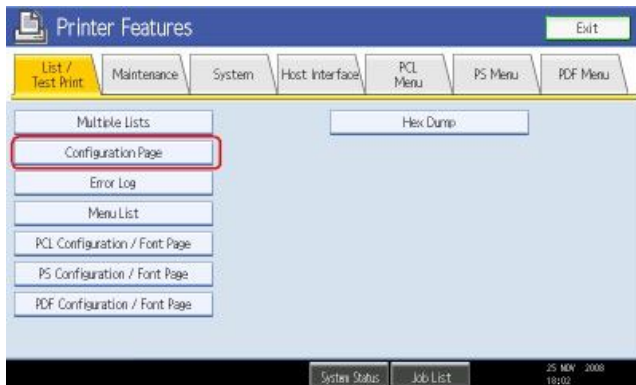 Printer Features
Exit
List /
Test Print
Maintenance
System
Host Interface
PCL
Menu
PS Menu
PDF Menu
Multiple Lists
Hex Dump
Configuration Page
Error Log
Menu List
PCL Configuration / Font Page
PS Configuration / Font Page
PDF Configuration / Font Page
System Status
Job List
25 NOV 2008
18:02